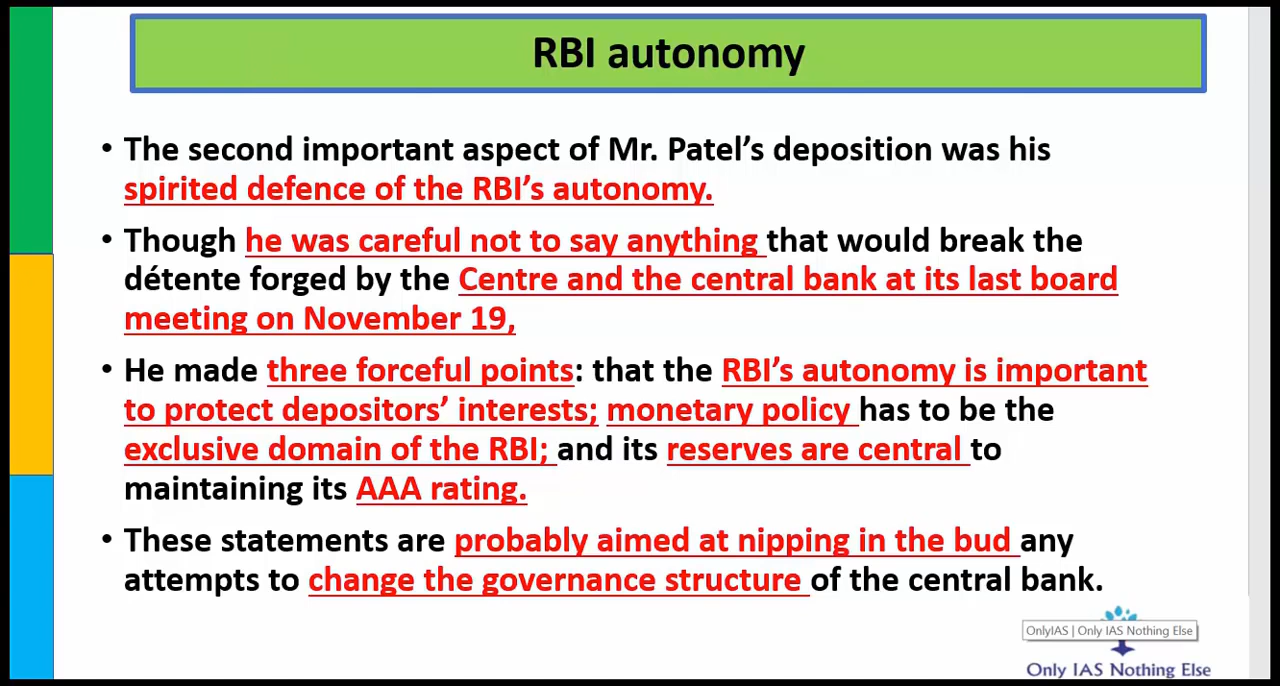 RBI autonomy
• The second important aspect of Mr. Patel’s deposition was his
spirited defence of the RBI’s autonomy.
• Though he was careful not to say anything that would break the
détente forged by the Centre and the central bank at its last board
meeting on November 19,
• He made three forceful points: that the RBI’s autonomy is important
to protect depositors’ interests; monetary policy has to be the
exclusive domain of the RBI; and its reserves are central to
maintaining its AAA rating.
• These statements are probably aimed at nipping in the bud any
attempts to change the governance structure of the central bank.
OnlyIAS | Only IAS Nothing Else
Only IAS Nothing Else